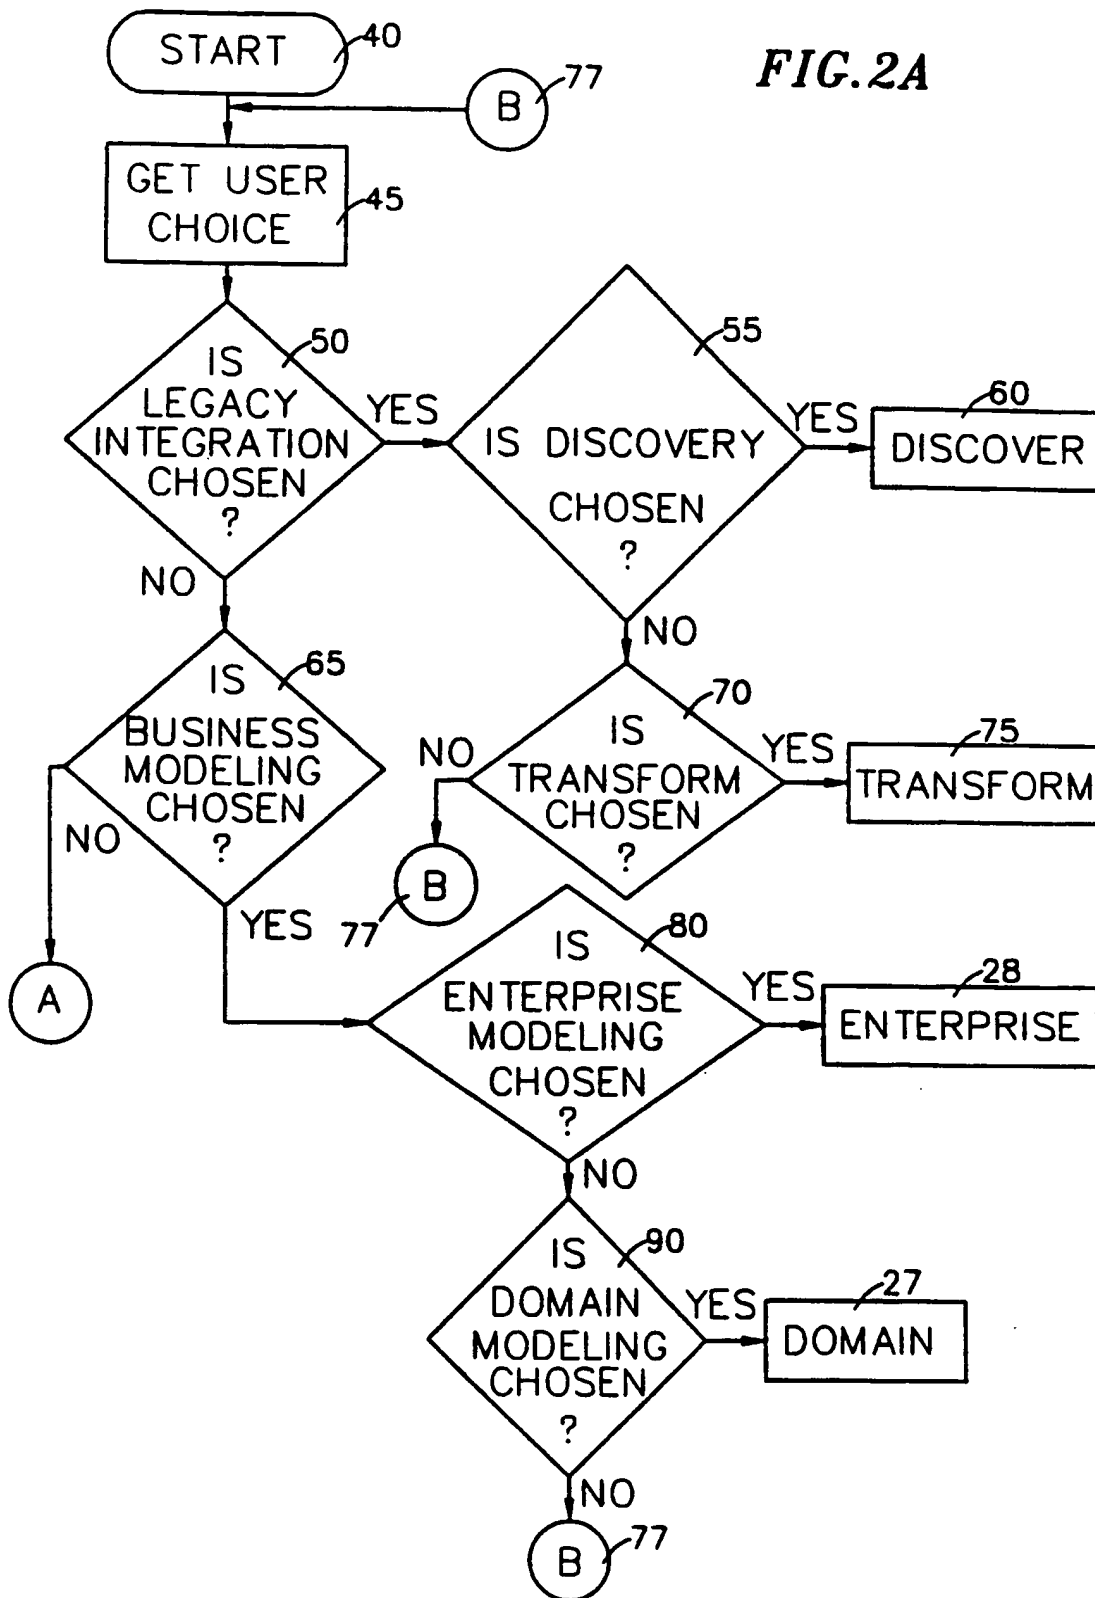 START
40
B
77
FIG.2A
GET USER
CHOICE
45
IS
LEGACY
INTEGRATION
CHOSEN
?
50
YES
IS DISCOVERY
CHOSEN
?
55
YES
60
DISCOVER
NO
NO
IS
BUSINESS
MODELING
CHOSEN
?
65
IS
TRANSFORM
CHOSEN
?
70
NO
YES
75
TRANSFORM
B
77
NO
A
YES
IS
ENTERPRISE
MODELING
CHOSEN
?
80
YES
28
ENTERPRISE
NO
IS
DOMAIN
MODELING
CHOSEN
?
90
YES
27
DOMAIN
NO
B
77